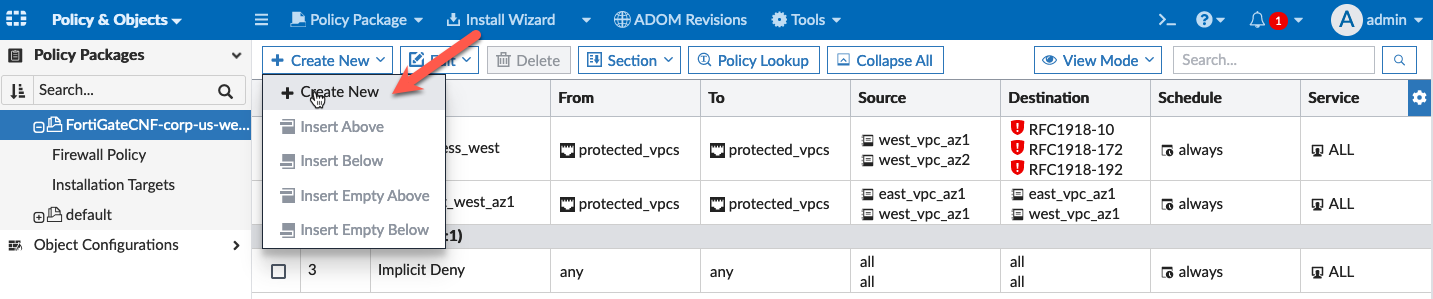 Policy & Objects
Policy Package
Install Wizard
ADOM Revisions
Tools
>_
?
1
A
admin
Policy Packages
Create New
Delete
Section
Policy Lookup
Collapse All
View Mode
Search...
Search...
Create New
From
To
Source
Destination
Schedule
Service
FortiGateCNF-corp-us-we...
Insert Above
ess_west
protected_vpcs
protected_vpcs
west_vpc_az1
west_vpc_az2
RFC1918-10
RFC1918-172
RFC1918-192
always
ALL
Firewall Policy
Insert Below
Installation Targets
Insert Empty Above
_west_az1
protected_vpcs
protected_vpcs
east_vpc_az1
west_vpc_az1
east_vpc_az1
west_vpc_az1
always
ALL
default
Insert Empty Below
:1)
Object Configurations
3
Implicit Deny
any
any
all
all
all
all
always
ALL